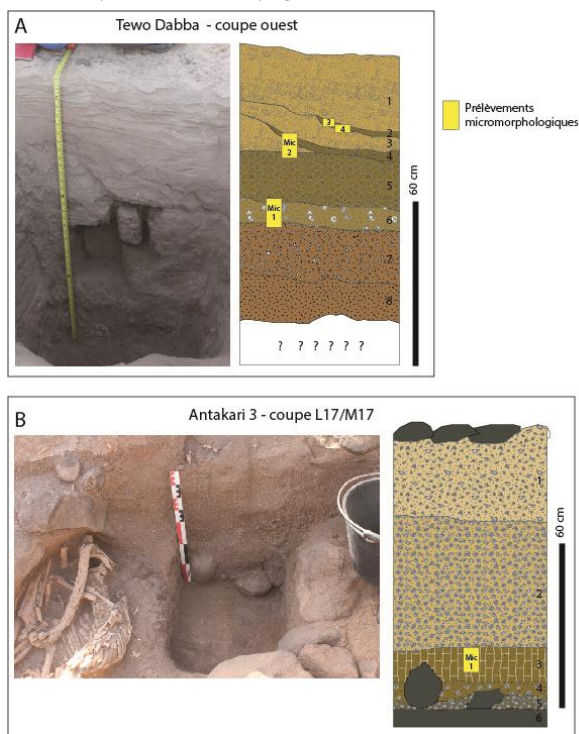 A
Tewo Dabba - coupe ouest
1
3
4
2
3
4
Mic
2
5
Mic
1
6
7
8
? ? ? ? ? ?
60 cm
Prélèvements
micromorphologiques
B
Antakari 3 - coupe L17/M17
1
2
Mic
1
3
4
5
6
60 cm